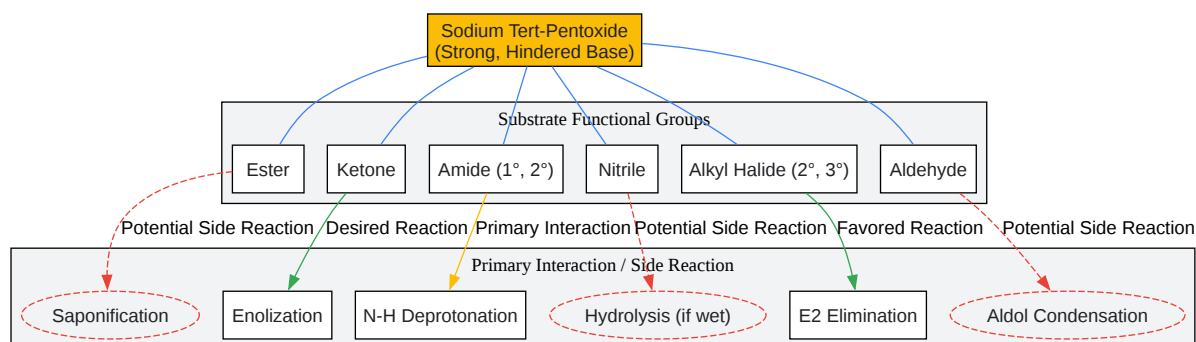 Sodium Tert-Pentoxide
(Strong, Hindered Base)
Substrate Functional Groups
Ester
Ketone
Amide (1°, 2°)
Nitrile
Alkyl Halide (2°, 3°)
Aldehyde
Potential Side Reaction
Desired Reaction
Primary Interaction
Potential Side Reaction
Favored Reaction
Potential Side Reaction
Primary Interaction / Side Reaction
Saponification
Enolization
N-H Deprotonation
Hydrolysis (if wet)
E2 Elimination
Aldol Condensation